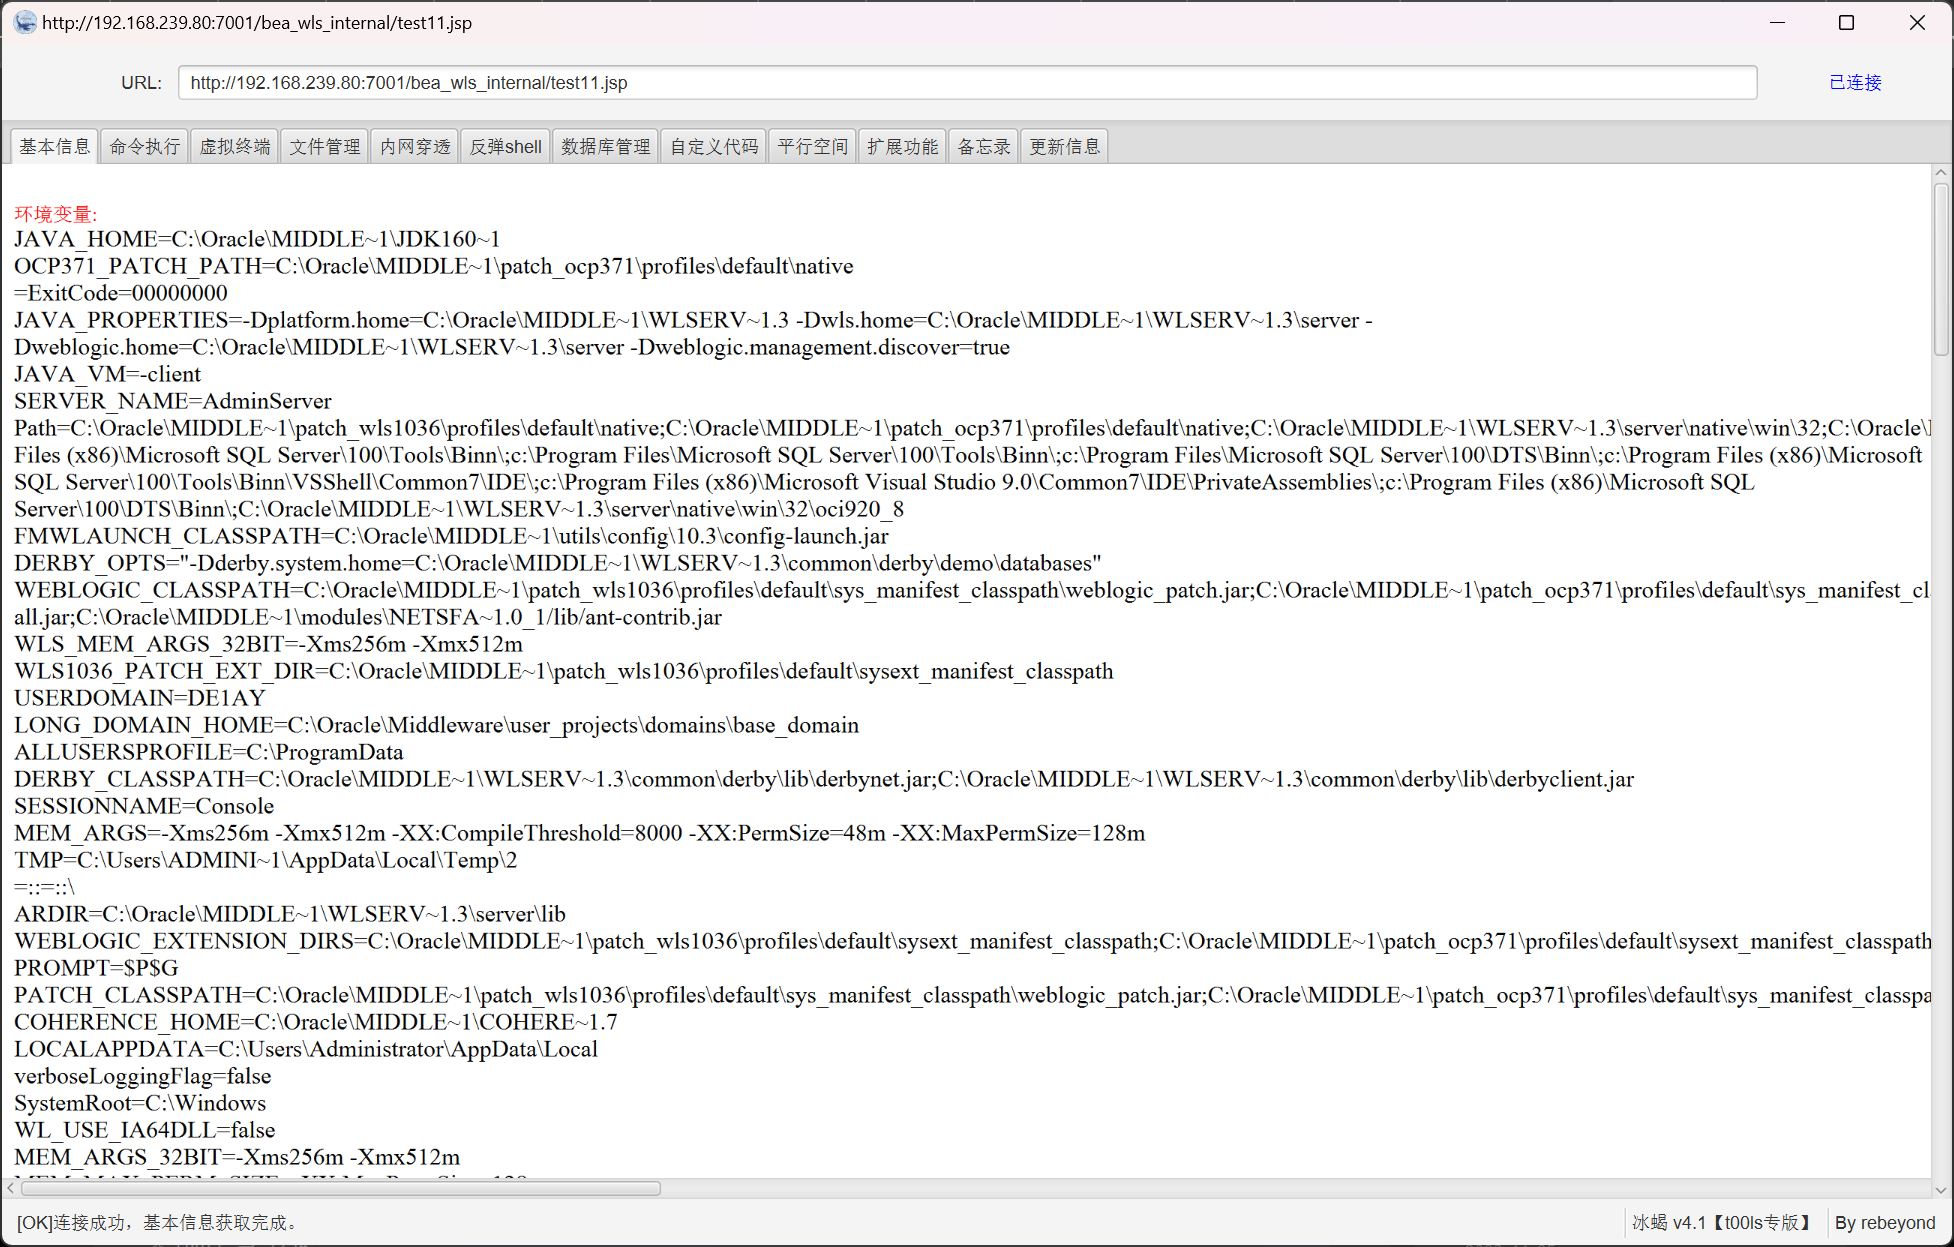 http://192.168.239.80:7001/bea_wls_internal/test11.jsp
URL: http://192.168.239.80:7001/bea_wls_internal/test11.jsp 已连接
基本信息 命令执行 虚拟终端 文件管理 内网穿透 反弹shell 数据库管理 自定义代码 平行空间 扩展功能 备忘录 更新信息
环境变量:
JAVA_HOME=C:\Oracle\MIDDLE~1\JDK160~1
OCP371_PATCH_PATH=C:\Oracle\MIDDLE~1\patch_ocp371\profiles\default\native
=ExitCode=00000000
JAVA_PROPERTIES=-Dplatform.home=C:\Oracle\MIDDLE~1\WLSERV~1.3 -Dwls.home=C:\Oracle\MIDDLE~1\WLSERV~1.3\server -
Dweblogic.home=C:\Oracle\MIDDLE~1\WLSERV~1.3\server -Dweblogic.management.discover=true
JAVA_VM=-client
SERVER_NAME=AdminServer
Path=C:\Oracle\MIDDLE~1\patch_wls1036\profiles\default\native;C:\Oracle\MIDDLE~1\patch_ocp371\profiles\default\native;C:\Oracle\MIDDLE~1\WLSERV~1.3\server\native\win\32;C:\Oracle\
Files (x86)\Microsoft SQL Server\100\Tools\Binn\;c:\Program Files\Microsoft SQL Server\100\Tools\Binn\;c:\Program Files\Microsoft SQL Server\100\DTS\Binn\;c:\Program Files (x86)\Microsoft
SQL Server\100\Tools\Binn\VSShell\Common7\IDE\;c:\Program Files (x86)\Microsoft Visual Studio 9.0\Common7\IDE\PrivateAssemblies\;c:\Program Files (x86)\Microsoft SQL
Server\100\DTS\Binn\;C:\Oracle\MIDDLE~1\WLSERV~1.3\server\native\win\32\oci920_8
FMWLAUNCH_CLASSPATH=C:\Oracle\MIDDLE~1\utils\config\10.3\config-launch.jar
DERBY_OPTS="-Dderby.system.home=C:\Oracle\MIDDLE~1\WLSERV~1.3\common\derby\demo\databases"
WEBLOGIC_CLASSPATH=C:\Oracle\MIDDLE~1\patch_wls1036\profiles\default\sys_manifest_classpath\weblogic_patch.jar;C:\Oracle\MIDDLE~1\patch_ocp371\profiles\default\sys_manifest_cl
all.jar;C:\Oracle\MIDDLE~1\modules\NETSFA~1.0_1/lib/ant-contrib.jar
WLS_MEM_ARGS_32BIT=-Xms256m -Xmx512m
WLS1036_PATCH_EXT_DIR=C:\Oracle\MIDDLE~1\patch_wls1036\profiles\default\sysext_manifest_classpath
USERDOMAIN=DE1AY
LONG_DOMAIN_HOME=C:\Oracle\Middleware\user_projects\domains\base_domain
ALLUSERSPROFILE=C:\ProgramData
DERBY_CLASSPATH=C:\Oracle\MIDDLE~1\WLSERV~1.3\common\derby\lib\derbynet.jar;C:\Oracle\MIDDLE~1\WLSERV~1.3\common\derby\lib\derbyclient.jar
SESSIONNAME=Console
MEM_ARGS=-Xms256m -Xmx512m -XX:CompileThreshold=8000 -XX:PermSize=48m -XX:MaxPermSize=128m
TMP=C:\Users\ADMINI~1\AppData\Local\Temp\2
=::=::\
ARDIR=C:\Oracle\MIDDLE~1\WLSERV~1.3\server\lib
WEBLOGIC_EXTENSION_DIRS=C:\Oracle\MIDDLE~1\patch_wls1036\profiles\default\sysext_manifest_classpath;C:\Oracle\MIDDLE~1\patch_ocp371\profiles\default\sysext_manifest_classpath
PROMPT=$P$G
PATCH_CLASSPATH=C:\Oracle\MIDDLE~1\patch_wls1036\profiles\default\sys_manifest_classpath\weblogic_patch.jar;C:\Oracle\MIDDLE~1\patch_ocp371\profiles\default\sys_manifest_classpa
COHERENCE_HOME=C:\Oracle\MIDDLE~1\COHERE~1.7
LOCALAPPDATA=C:\Users\Administrator\AppData\Local
verboseLoggingFlag=false
SystemRoot=C:\Windows
WL_USE_IA64DLL=false
MEM_ARGS_32BIT=-Xms256m -Xmx512m
[OK]连接成功，基本信息获取完成。 冰蝎 v4.1【t00ls专版】 By rebeyond